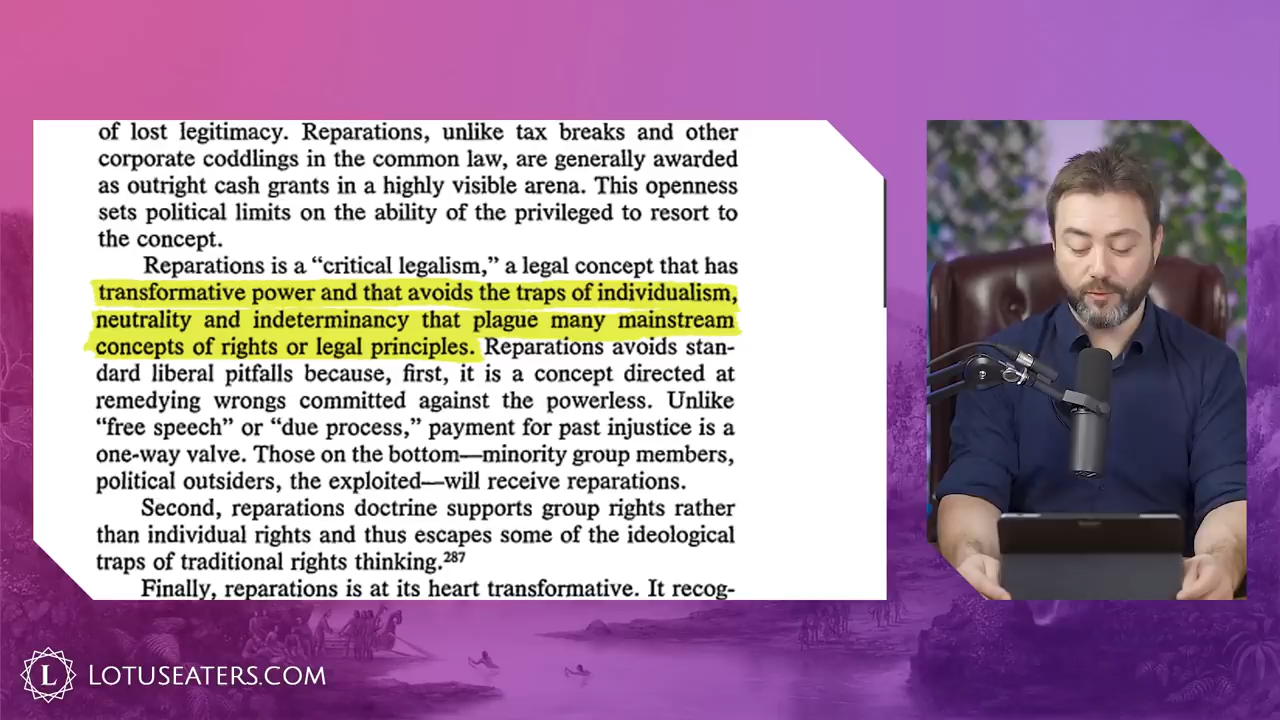 of lost legitimacy. Reparations, unlike tax breaks and other
corporate coddlings in the common law, are generally awarded
as outright cash grants in a highly visible arena. This openness
sets political limits on the ability of the privileged to resort to
the concept.
Reparations is a “critical legalism,” a legal concept that has
transformative power and that avoids the traps of individualism,
neutrality and indeterminancy that plague many mainstream
concepts of rights or legal principles. Reparations avoids stan-
dard liberal pitfalls because, first, it is a concept directed at
remedying wrongs committed against the powerless. Unlike
“free speech” or “due process,” payment for past injustice is a
one-way valve. Those on the bottom—minority group members,
political outsiders, the exploited—will receive reparations.
Second, reparations doctrine supports group rights rather
than individual rights and thus escapes some of the ideological
traps of traditional rights thinking.287
Finally, reparations is at its heart transformative. It recog-
L LOTUSEATERS.COM